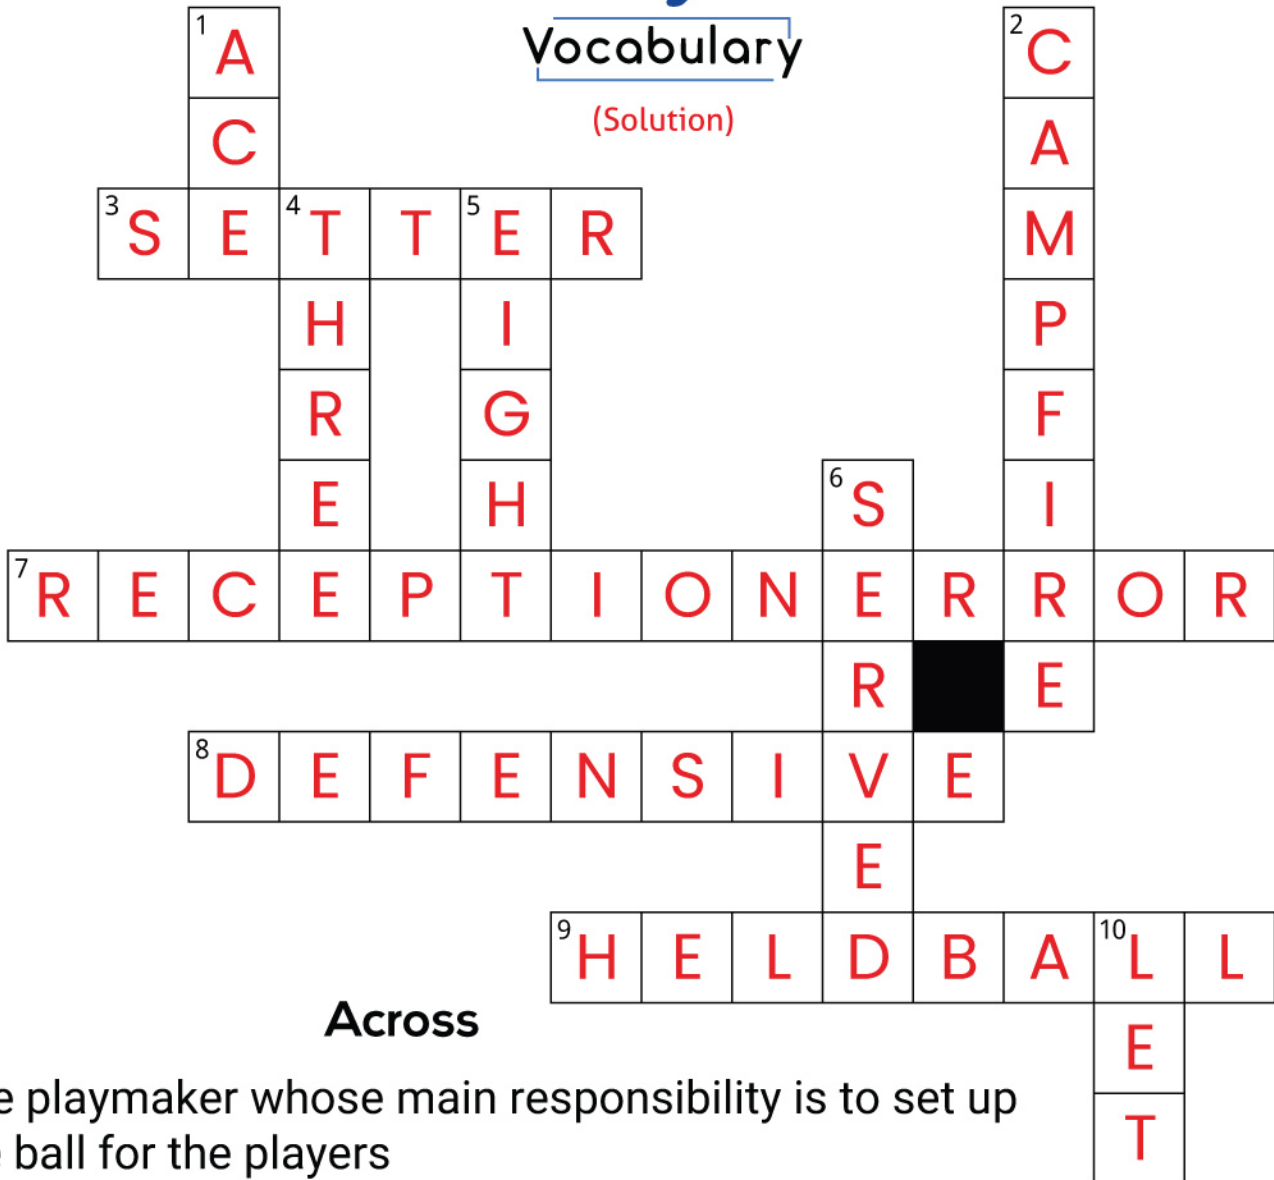 Vocabulary
(Solution)
1 A 2 C
C A
3 S E 4 T T 5 E R M
H I P
R G F
E H 6 S I
7 R E C E P T I O N E R R O R
R E
8 D E F E N S I V E
E
9 H E L D B A 10 L L
Across
E
playmaker whose main responsibility is to set up
T
ball for the players